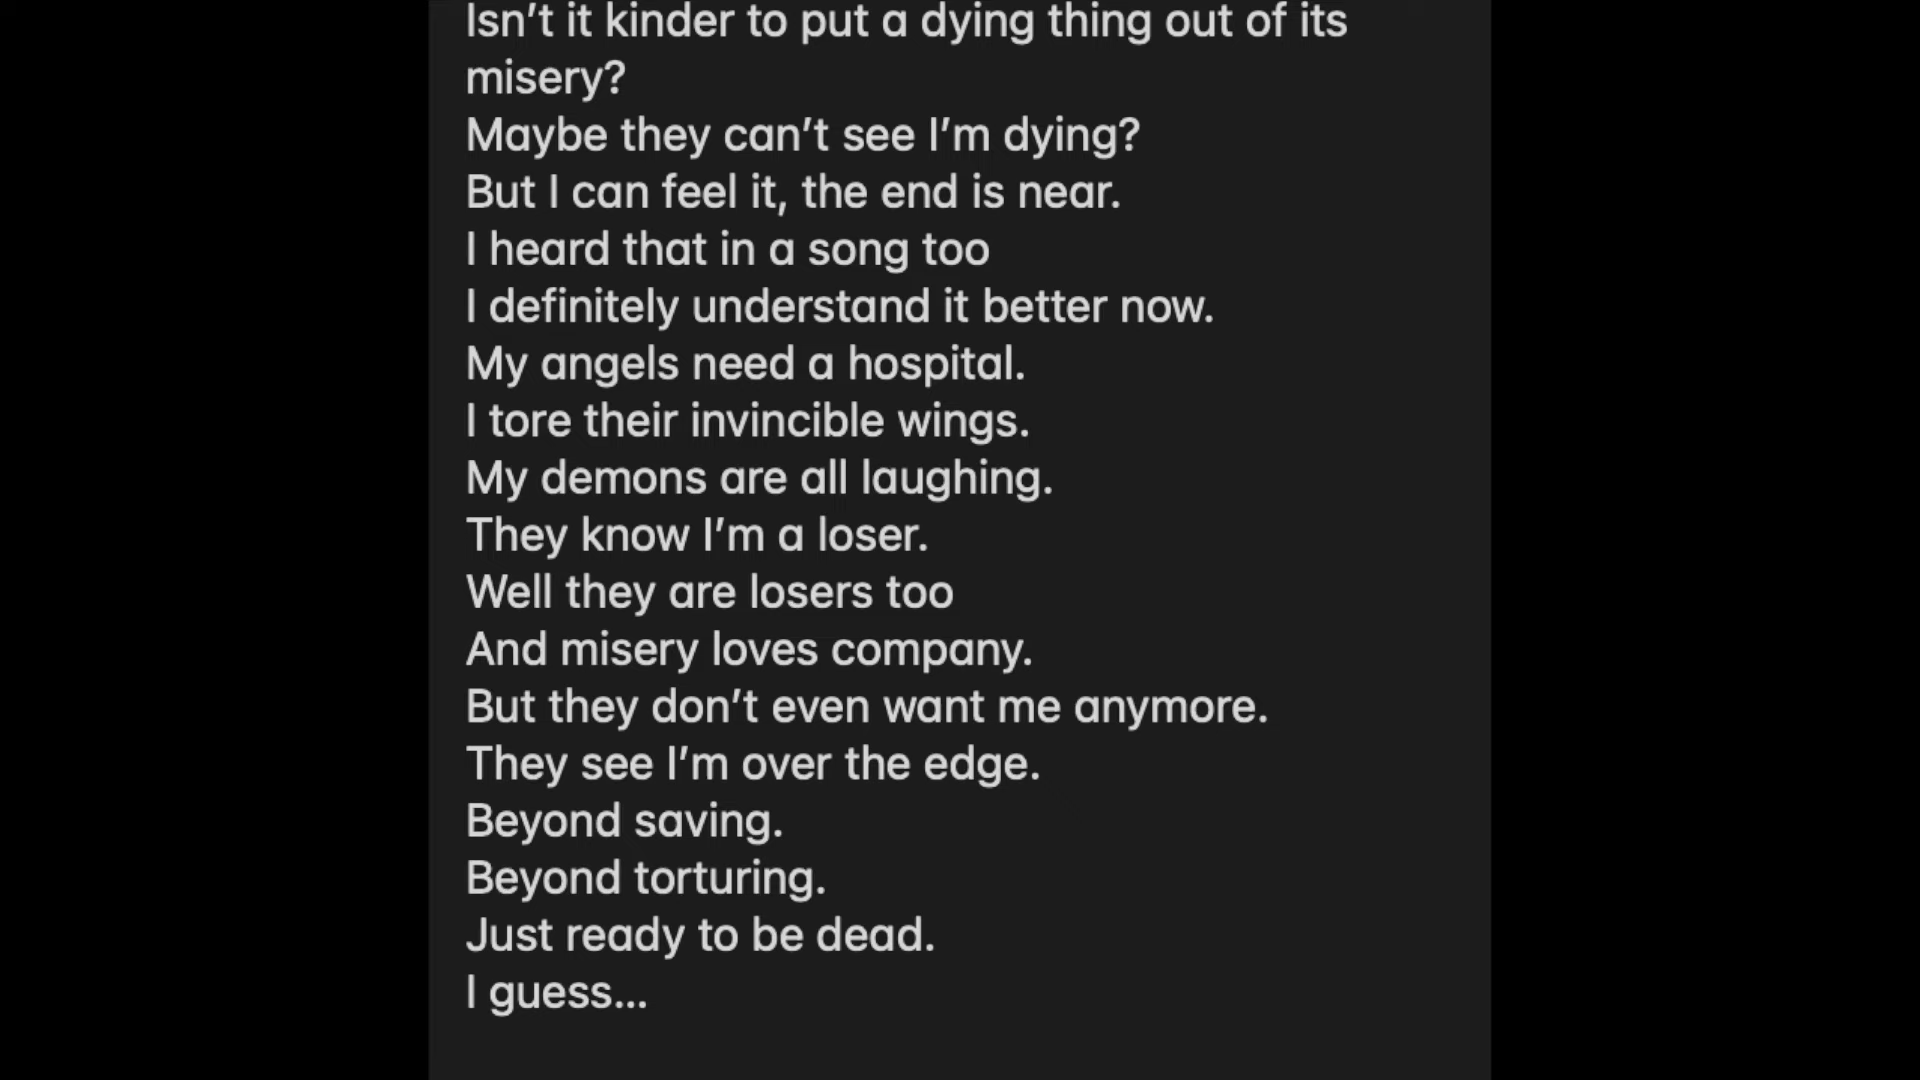 Isn’t it kinder to put a dying thing out of its
misery?
Maybe they can’t see I’m dying?
But I can feel it, the end is near.
I heard that in a song too
I definitely understand it better now.
My angels need a hospital.
I tore their invincible wings.
My demons are all laughing.
They know I’m a loser.
Well they are losers too
And misery loves company.
But they don’t even want me anymore.
They see I’m over the edge.
Beyond saving.
Beyond torturing.
Just ready to be dead.
I guess...